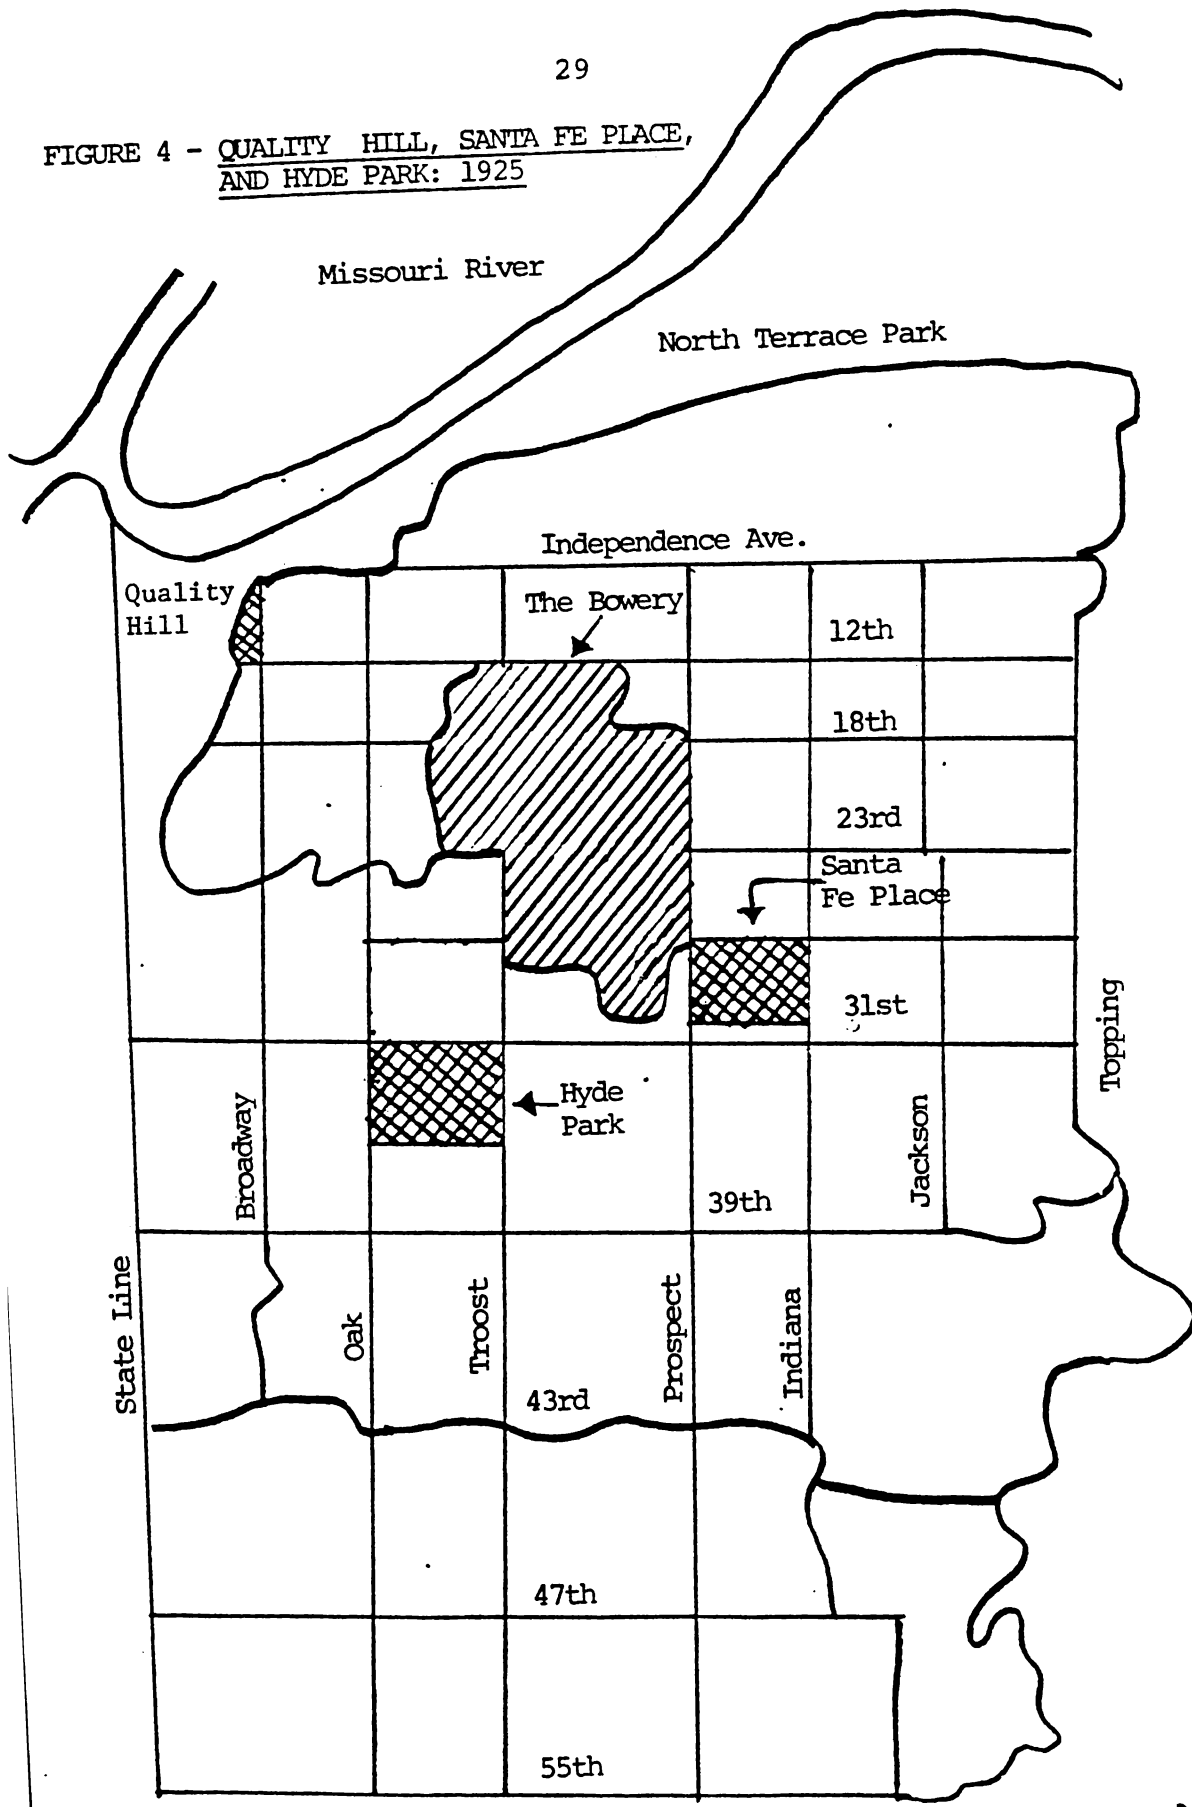 29
FIGURE 4 - QUALITY HILL, SANTA FE PLACE,
AND HYDE PARK: 1925
Missouri River
North Terrace Park
Independence Ave.
Quality
Hill
The Bowery
12th
18th
23rd
Santa
Fe Place
31st
Topping
Hyde
Park
Broadway
Jackson
39th
State Line
Oak
Troost
Prospect
Indiana
43rd
47th
55th